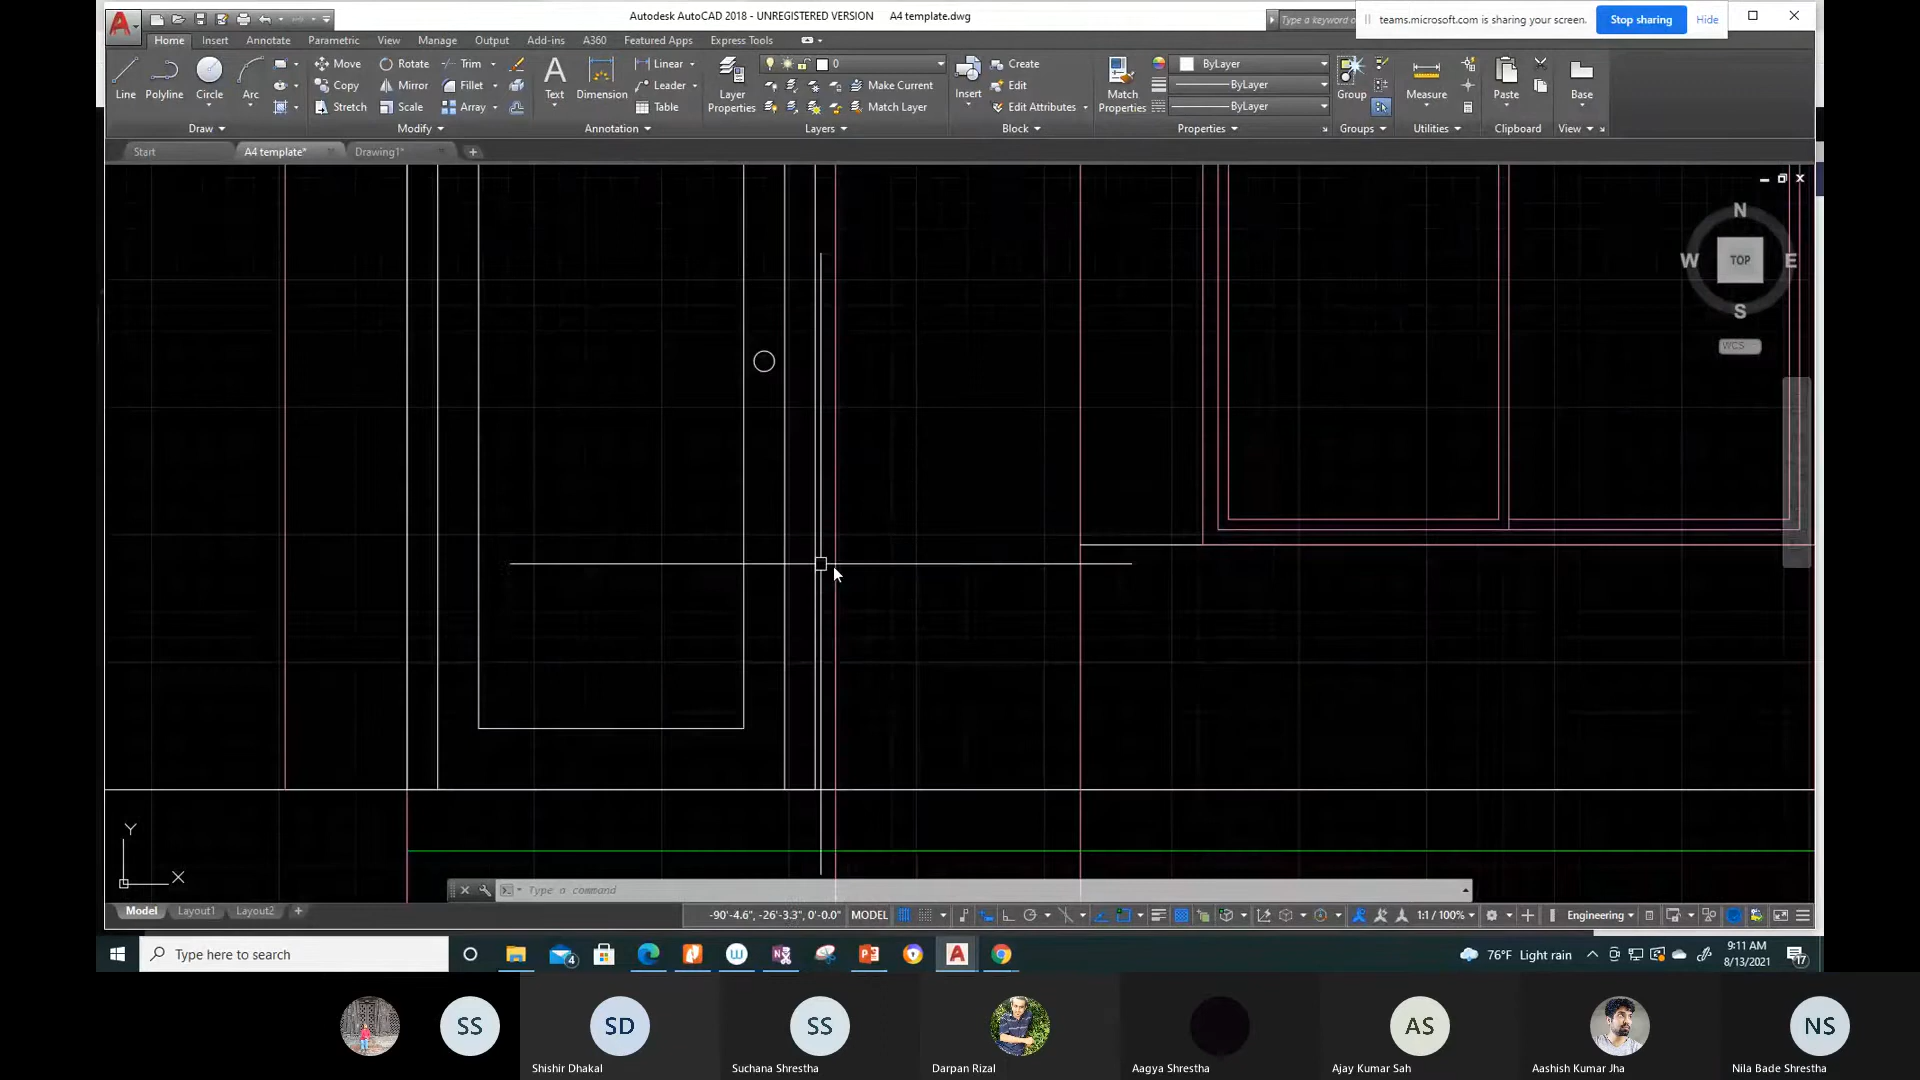 Autodesk AutoCAD 2018 - UNREGISTERED VERSION A4 template.dwg
Type a keyword o
teams.microsoft.com is sharing your screen.
Stop sharing
Hide
Home Insert Annotate Parametric View Manage Output Add-ins A360 Featured Apps Express Tools
Move Rotate Trim Linear Create
0
ByLayer
Copy Mirror Fillet Leader Make Current Edit ByLayer
Stretch Scale Array Table Match Layer Edit Attributes ByLayer
Line Polyline Circle Arc Text Dimension Layer Properties Insert Match Properties Group Measure Paste Base
Draw Modify Annotation Layers Block Properties Groups Utilities Clipboard View
Start A4 template* Drawing1*
N
W TOP E
S
WCS
Y
X
Type a command
Model Layout1 Layout2
-90'-4.6", -26'-3.3", 0'-0.0" MODEL 1:1 / 100% Engineering
Type here to search
4
76°F Light rain
9:11 AM
8/13/2021
17
SS SD SS AS NS
Shishir Dhakal Suchana Shrestha Darpan Rizal Aagya Shrestha Ajay Kumar Sah Aashish Kumar Jha Nila Bade Shrestha